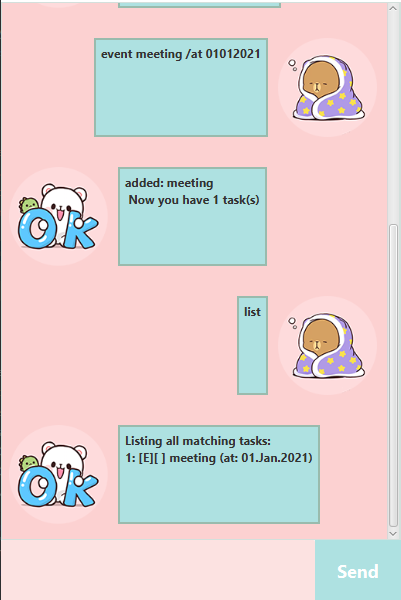 event meeting /at 01012021
OK
added: meeting
Now you have 1 task(s)
list
OK
Listing all matching tasks:
1: [E][ ] meeting (at: 01.Jan.2021)
Send